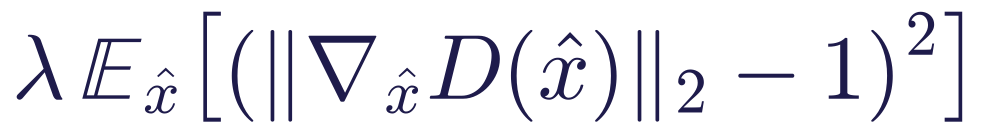 λ 𝔼_x̂ [(‖∇_x̂ D(x̂)‖₂ − 1)²]